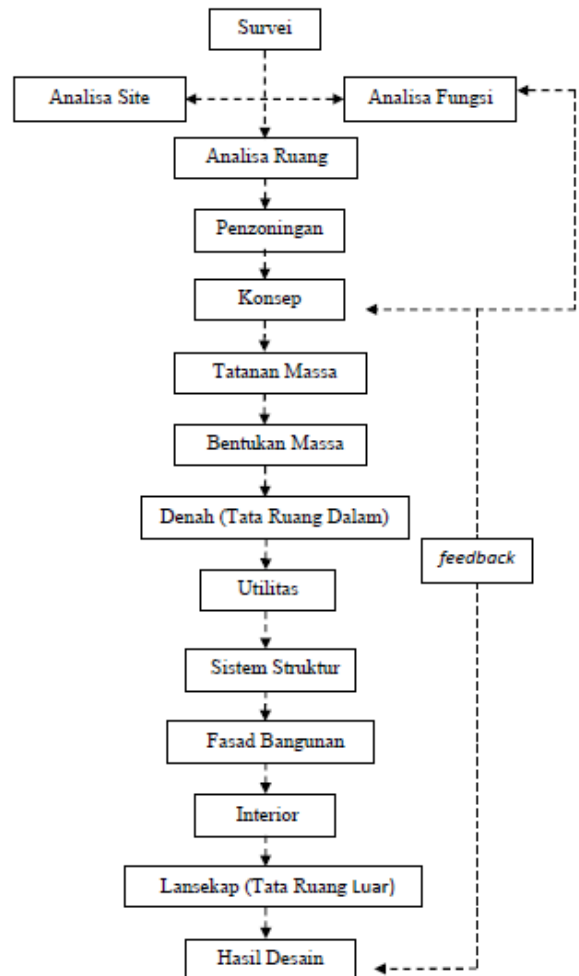 Survei
Analisa Site
Analisa Fungsi
Analisa Ruang
Penzoningan
Konsep
Tatanan Massa
Bentukan Massa
Denah (Tata Ruang Dalam)
feedback
Utilitas
Sistem Struktur
Fasad Bangunan
Interior
Lansekap (Tata Ruang Luar)
Hasil Desain